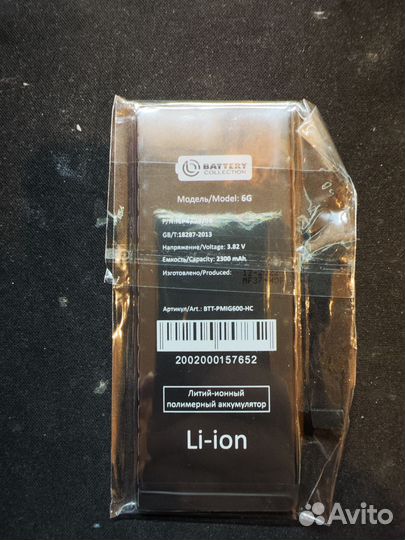 BATTERY
COLLECTION
Модель/Model: 6G
GB/T:18287-2013
Напряжение/Voltage: 3.82 V
Емкость/Capacity: 2300 mAh
Изготовлено/Produced:
Артикул/Art.: BTT-PMIG600-HC
2002000157652
Литий-ионный
полимерный аккумулятор
Li-ion
Avito